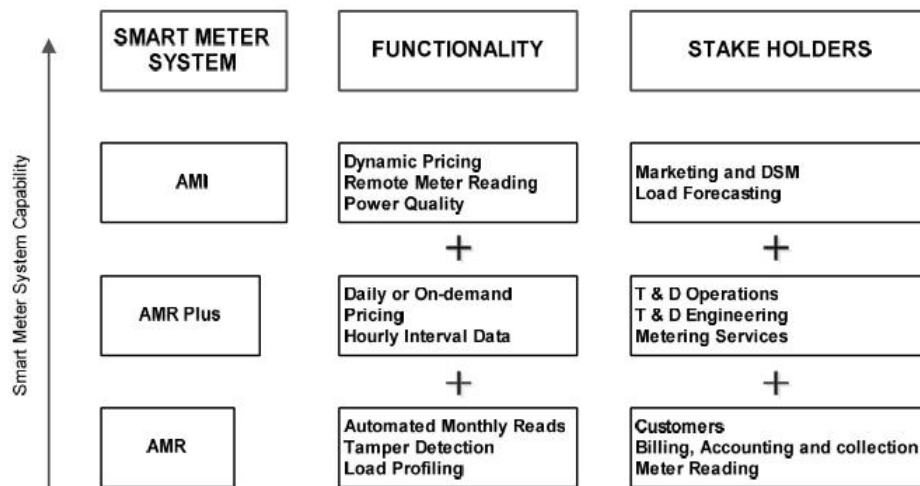 SMART METER
SYSTEM
FUNCTIONALITY
STAKE HOLDERS
Smart Meter System Capability
AMI
Dynamic Pricing
Remote Meter Reading
Power Quality
Marketing and DSM
Load Forecasting
+
+
AMR Plus
Daily or On-demand
Pricing
Hourly Interval Data
T & D Operations
T & D Engineering
Metering Services
+
+
AMR
Automated Monthly Reads
Tamper Detection
Load Profiling
Customers
Billing, Accounting and collection
Meter Reading